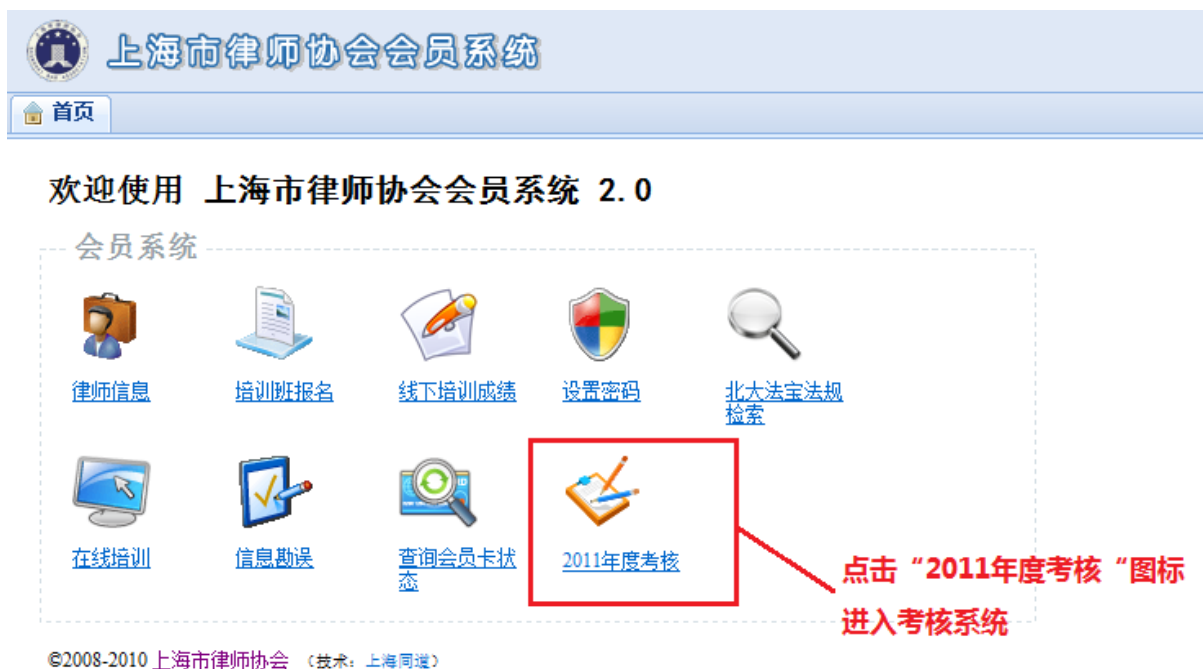 上海市律师协会会员系统
首页
欢迎使用 上海市律师协会会员系统 2.0
会员系统
律师信息
培训班报名
线下培训成绩
设置密码
北大法宝法规
检索
在线培训
信息勘误
查询会员卡状
态
2011年度考核
点击“2011年度考核“图标
进入考核系统
©2008-2010 上海市律师协会 (技术: 上海同道)